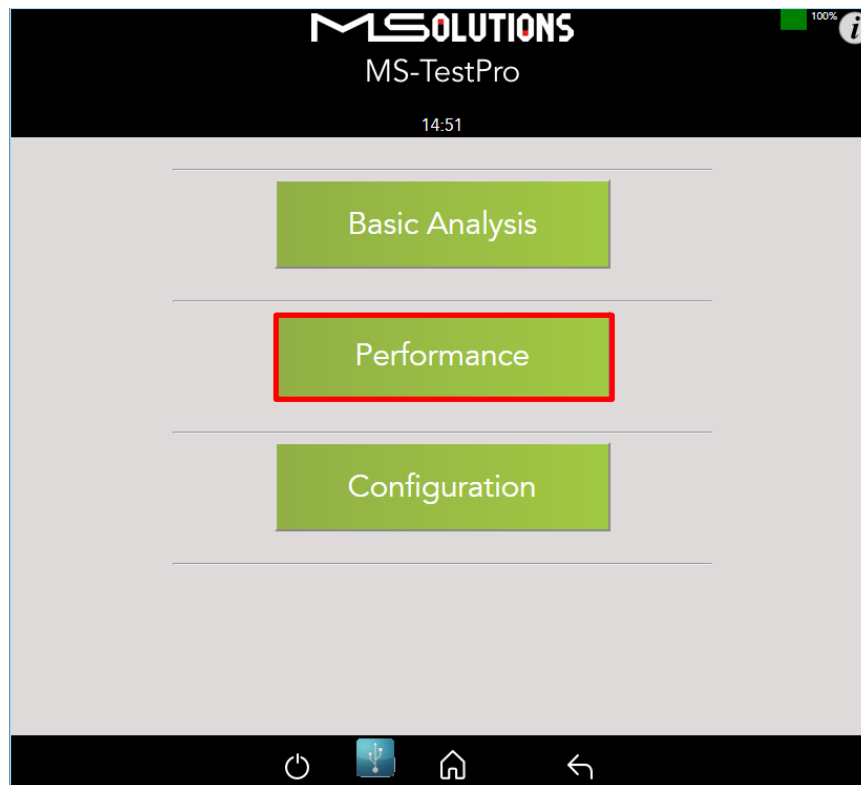 MSOLUTIONS
100%
i
MS-TestPro
14:51
Basic Analysis
Performance
Configuration